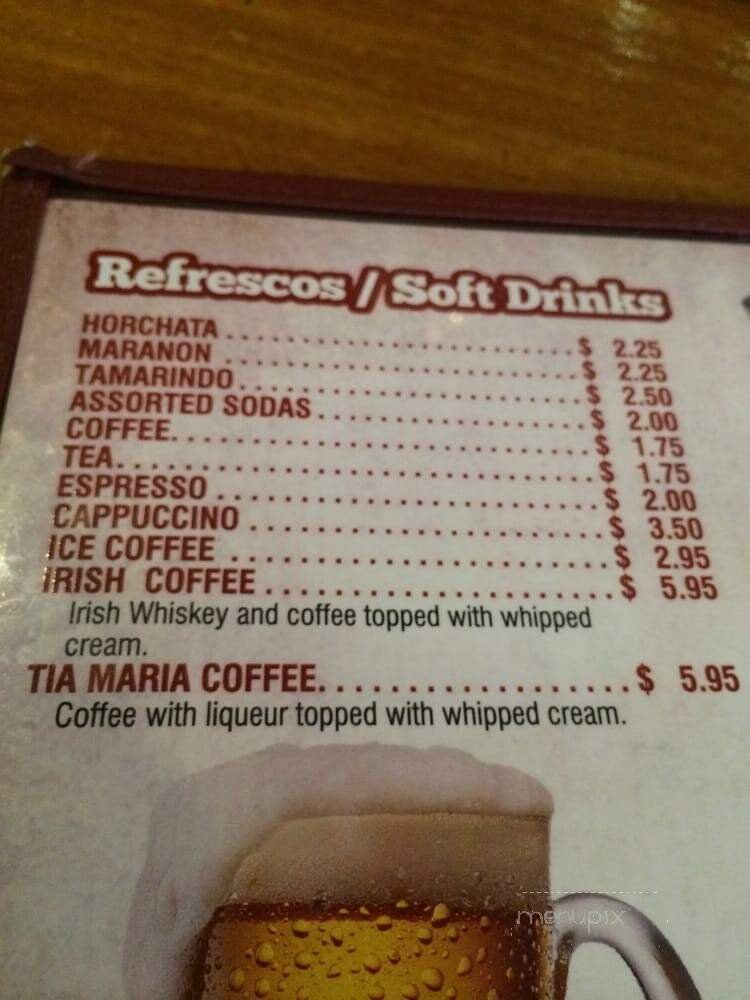 Refrescos / Soft Drinks
HORCHATA ............................ $ 2.25
MARANON ............................ $ 2.25
TAMARINDO ............................ $ 2.50
ASSORTED SODAS ...................... $ 2.00
COFFEE ................................ $ 1.75
TEA .................................... $ 1.75
ESPRESSO ............................. $ 2.00
CAPPUCCINO .......................... $ 3.50
ICE COFFEE ........................... $ 2.95
IRISH COFFEE ......................... $ 5.95
Irish Whiskey and coffee topped with whipped
cream.
TIA MARIA COFFEE .................. $ 5.95
Coffee with liqueur topped with whipped cream.
menupix